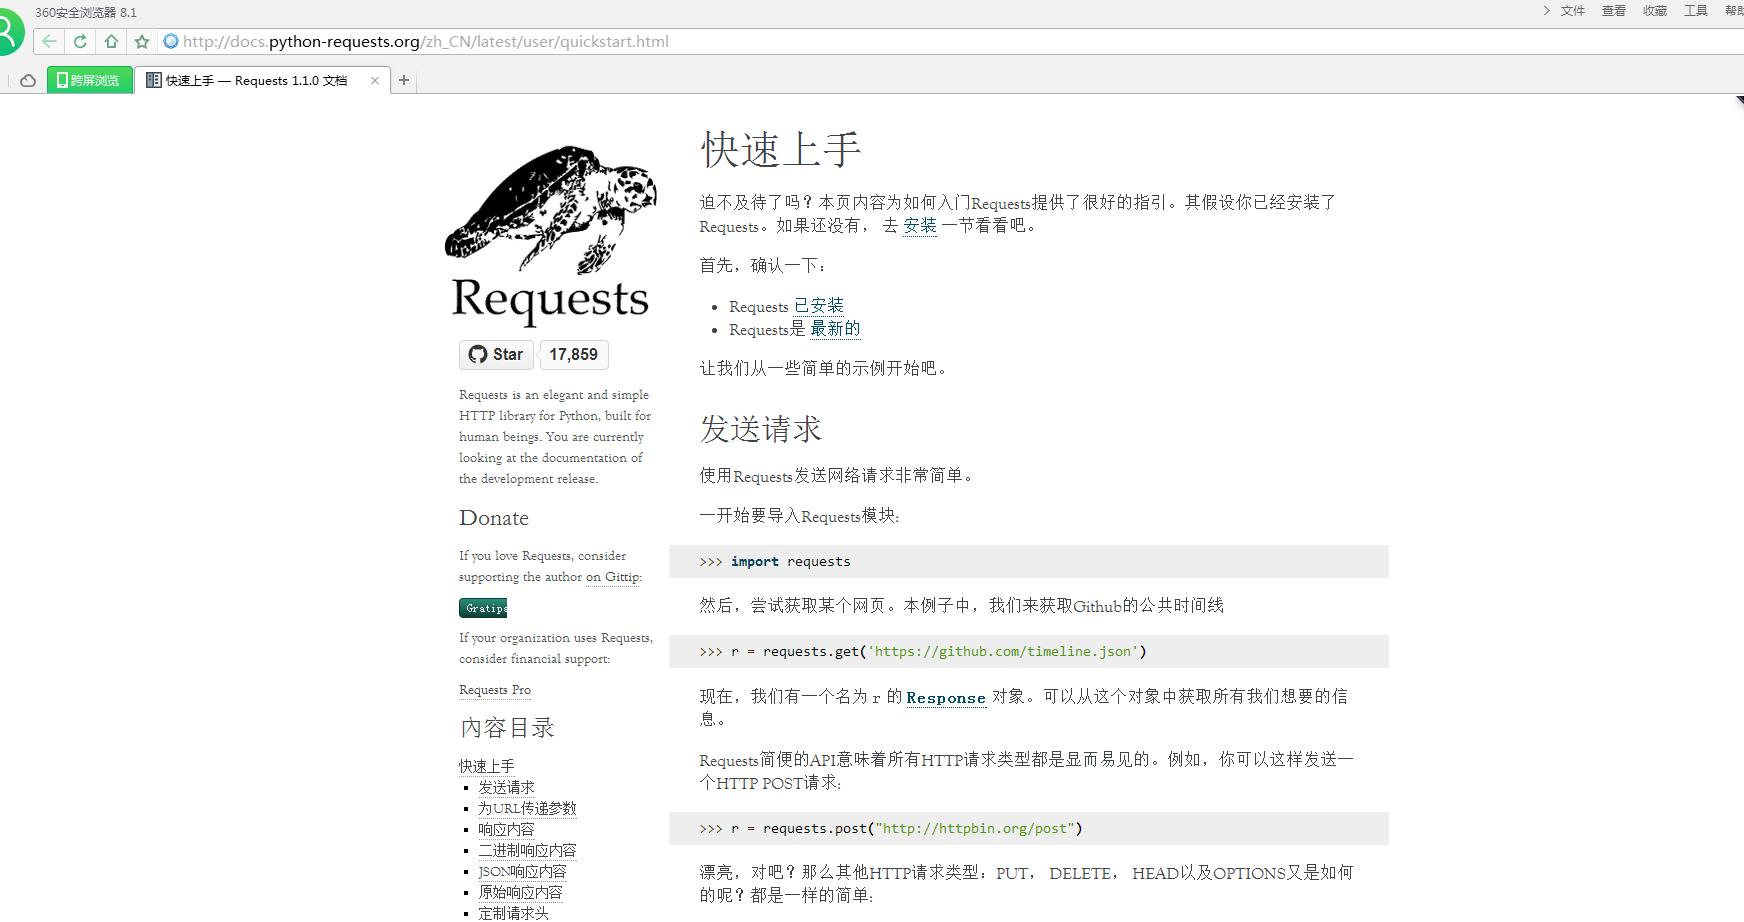 360安全浏览器 8.1
文件 查看 收藏 工具 帮助
http://docs.python-requests.org/zh_CN/latest/user/quickstart.html
跨屏浏览
快速上手 — Requests 1.1.0 文档
Requests
Star 17,859
Requests is an elegant and simple
HTTP library for Python, built for
human beings. You are currently
looking at the documentation of
the development release.
Donate
If you love Requests, consider
supporting the author on Gittip:
Gratipa
If your organization uses Requests,
consider financial support:
Requests Pro
内容目录
快速上手
发送请求
为URL传递参数
响应内容
二进制响应内容
JSON响应内容
原始响应内容
定制请求头
快速上手
迫不及待了吗？本页内容为如何入门Requests提供了很好的指引。其假设你已经安装了
Requests。如果还没有， 去 安装 一节看看吧。
首先，确认一下：
Requests 已安装
Requests是 最新的
让我们从一些简单的示例开始吧。
发送请求
使用Requests发送网络请求非常简单。
一开始要导入Requests模块:
>>> import requests
然后，尝试获取某个网页。本例子中，我们来获取Github的公共时间线
>>> r = requests.get('https://github.com/timeline.json')
现在，我们有一个名为 r 的 Response 对象。可以从这个对象中获取所有我们想要的信
息。
Requests简便的API意味着所有HTTP请求类型都是显而易见的。例如，你可以这样发送一
个HTTP POST请求:
>>> r = requests.post("http://httpbin.org/post")
漂亮，对吧？那么其他HTTP请求类型：PUT， DELETE， HEAD以及OPTIONS又是如何
的呢？都是一样的简单: